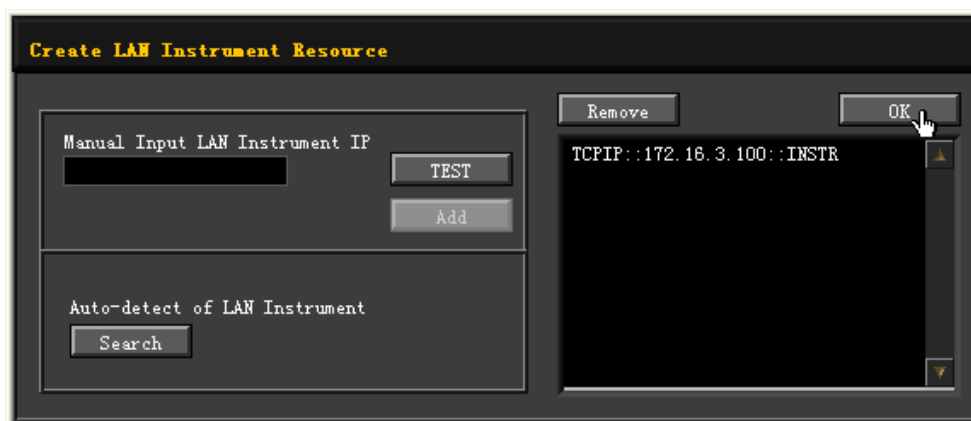 Create LAN Instrument Resource
Manual Input LAN Instrument IP
TEST
Add
Auto-detect of LAN Instrument
Search
Remove
OK
TCPIP::172.16.3.100::INSTR